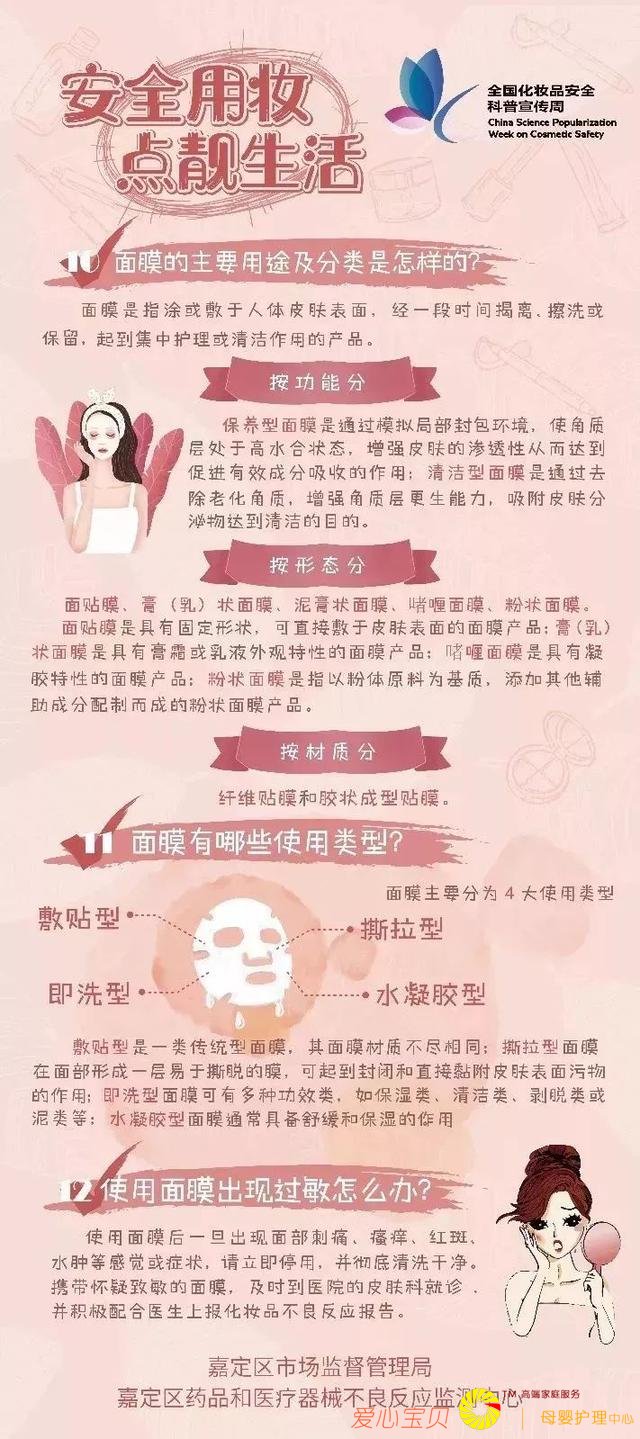 安全用妆
点靓生活
全国化妆品安全
科普宣传周
China Science Popularization
Week on Cosmetic Safety
10 面膜的主要用途及分类是怎样的?
面膜是指涂或敷于人体皮肤表面，经一段时间揭离、擦洗或
保留，起到集中护理或清洁作用的产品。
按功能分
保养型面膜是通过模拟局部封包环境，使角质
层处于高水合状态，增强皮肤的渗透性从而达到
促进有效成分吸收的作用；清洁型面膜是通过去
除老化角质，增强角质层更生能力，吸附皮肤分
泌物达到清洁的目的。
按形态分
面贴膜、膏（乳）状面膜、泥膏状面膜、啫喱面膜、粉状面膜。
面贴膜是具有固定形状，可直接敷于皮肤表面的面膜产品；膏（乳）
状面膜是具有膏霜或乳液外观特性的面膜产品；啫喱面膜是具有凝
胶特性的面膜产品；粉状面膜是指以粉体原料为基质，添加其他辅
助成分配制而成的粉状面膜产品。
按材质分
纤维贴膜和胶状成型贴膜。
11 面膜有哪些使用类型?
面膜主要分为 4 大使用类型
敷贴型
撕拉型
即洗型
水凝胶型
敷贴型是一类传统型面膜，其面膜材质不尽相同；撕拉型面膜
在面部形成一层易于撕脱的膜，可起到封闭和直接黏附皮肤表面污物
的作用；即洗型面膜可有多种功效类，如保湿类、清洁类、剥脱类或
泥类等；水凝胶型面膜通常具备舒缓和保湿的作用
12 使用面膜出现过敏怎么办?
使用面膜后一旦出现面部刺痛、瘙痒、红斑、
水肿等感觉或症状，请立即停用，并彻底清洗干净。
携带怀疑致敏的面膜，及时到医院的皮肤科就诊，
并积极配合医生上报化妆品不良反应报告。
嘉定区市场监督管理局
嘉定区药品和医疗器械不良反应监测中心
爱心宝贝
TM 高端家庭服务
母婴护理中心